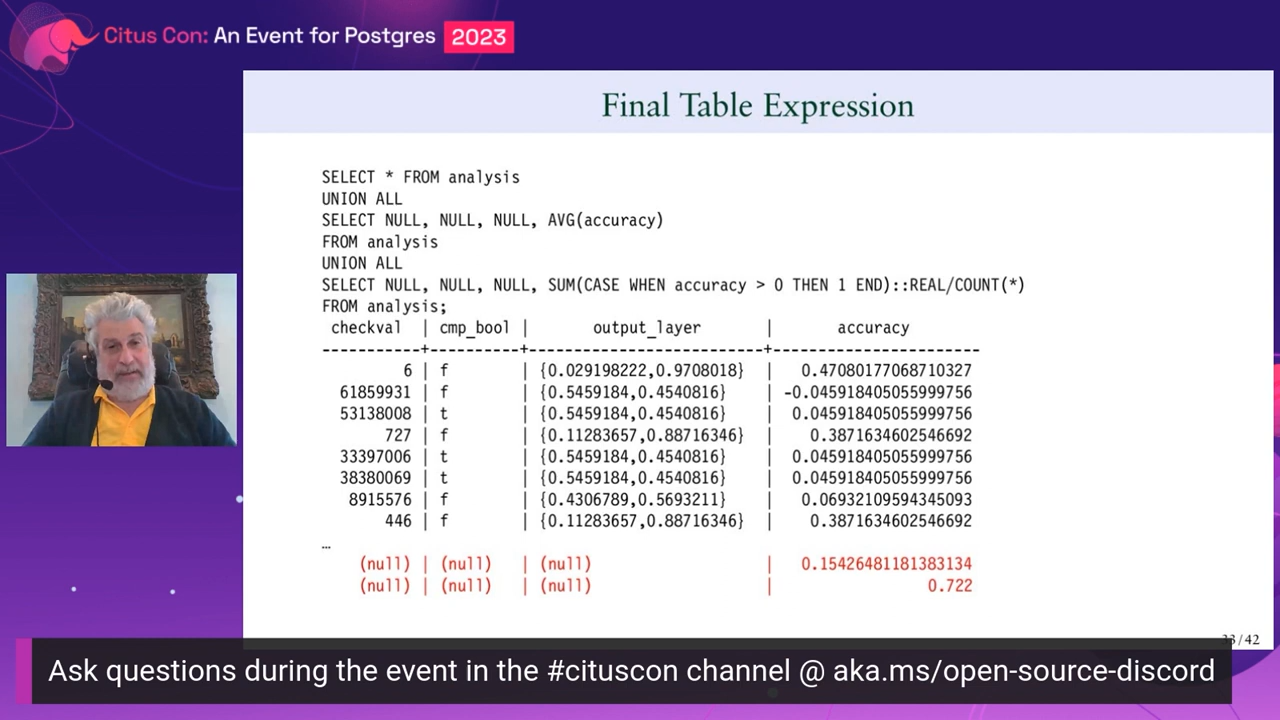 Citus Con: An Event for Postgres 2023
Final Table Expression
SELECT * FROM analysis
UNION ALL
SELECT NULL, NULL, NULL, AVG(accuracy)
FROM analysis
UNION ALL
SELECT NULL, NULL, NULL, SUM(CASE WHEN accuracy > 0 THEN 1 END)::REAL/COUNT(*)
FROM analysis;
checkval | cmp_bool | output_layer | accuracy
-----------+----------+--------------------------+-----------------------
6 | f | {0.029198222,0.9708018} | 0.47080177068710327
61859931 | f | {0.5459184,0.4540816} | -0.045918405055999756
53138008 | t | {0.5459184,0.4540816} | 0.045918405055999756
727 | f | {0.11283657,0.88716346} | 0.3871634602546692
33397006 | t | {0.5459184,0.4540816} | 0.045918405055999756
38380069 | t | {0.5459184,0.4540816} | 0.045918405055999756
8915576 | f | {0.4306789,0.5693211} | 0.06932109594345093
446 | f | {0.11283657,0.88716346} | 0.3871634602546692
…
(null) | (null) | (null) | 0.15426481181383134
(null) | (null) | (null) | 0.722
33/42
Ask questions during the event in the #cituscon channel @ aka.ms/open-source-discord